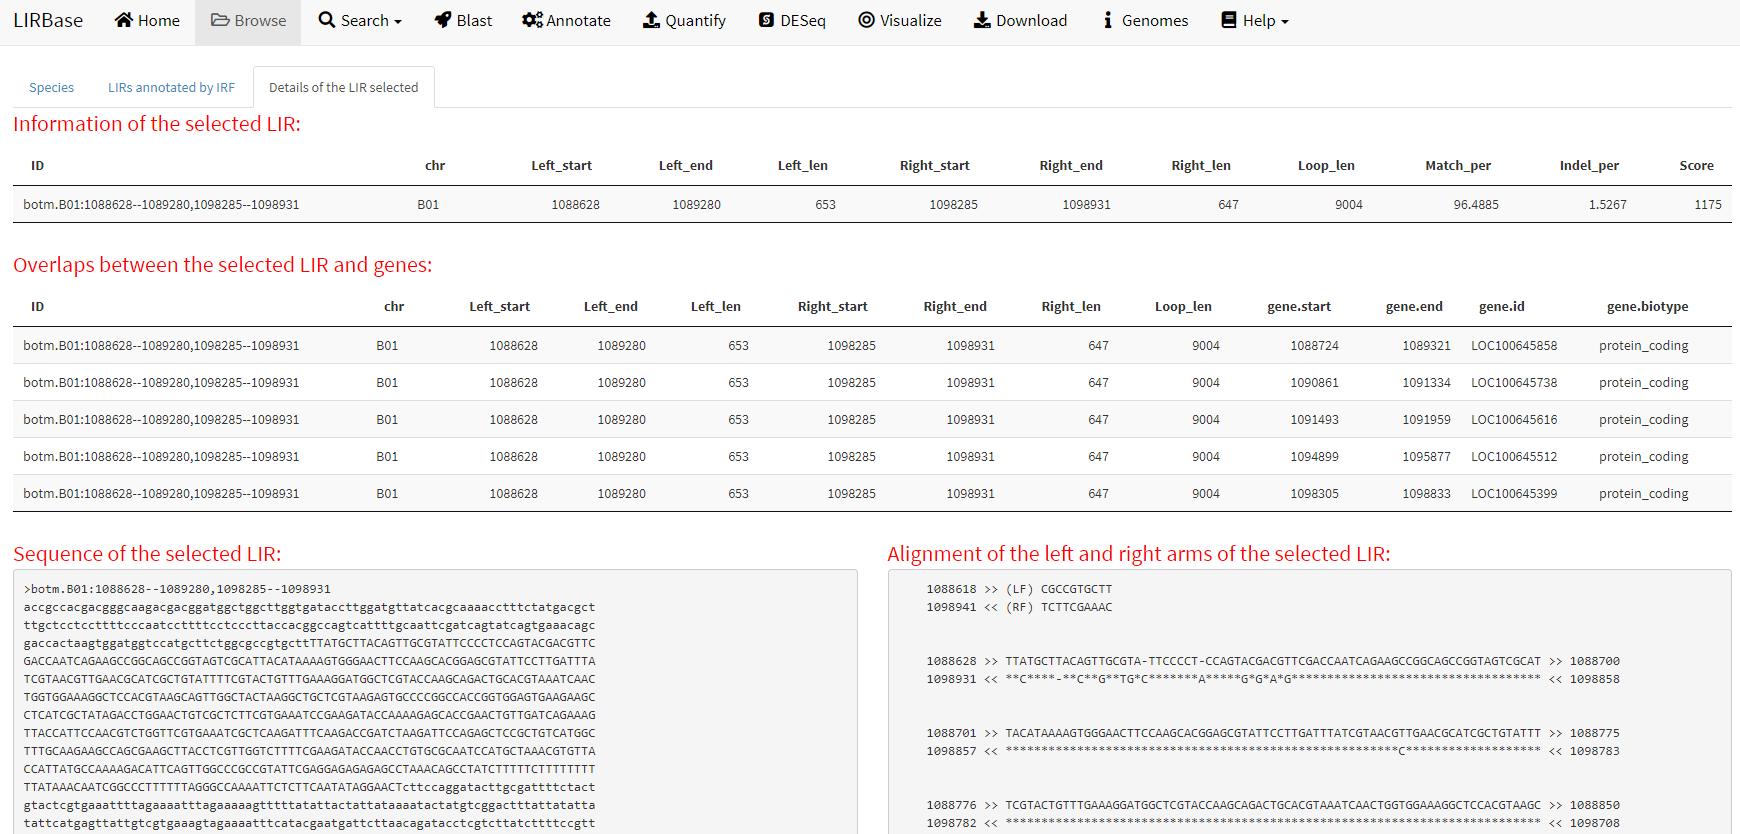 LIRBase Home Browse Search Blast Annotate Quantify DESeq Visualize Download Genomes Help
Species LIRs annotated by IRF Details of the LIR selected
Information of the selected LIR:
ID chr Left_start Left_end Left_len Right_start Right_end Right_len Loop_len Match_per Indel_per Score
botm.B01:1088628--1089280,1098285--1098931 B01 1088628 1089280 653 1098285 1098931 647 9004 96.4885 1.5267 1175
Overlaps between the selected LIR and genes:
ID chr Left_start Left_end Left_len Right_start Right_end Right_len Loop_len gene.start gene.end gene.id gene.biotype
botm.B01:1088628--1089280,1098285--1098931 B01 1088628 1089280 653 1098285 1098931 647 9004 1088724 1089321 LOC100645858 protein_coding
botm.B01:1088628--1089280,1098285--1098931 B01 1088628 1089280 653 1098285 1098931 647 9004 1090861 1091334 LOC100645738 protein_coding
botm.B01:1088628--1089280,1098285--1098931 B01 1088628 1089280 653 1098285 1098931 647 9004 1091493 1091959 LOC100645616 protein_coding
botm.B01:1088628--1089280,1098285--1098931 B01 1088628 1089280 653 1098285 1098931 647 9004 1094899 1095877 LOC100645512 protein_coding
botm.B01:1088628--1089280,1098285--1098931 B01 1088628 1089280 653 1098285 1098931 647 9004 1098305 1098833 LOC100645399 protein_coding
Sequence of the selected LIR:
>botm.B01:1088628--1089280,1098285--1098931
accgccacgacgggcaagacgacggatggctggcttggtgataccttggatgttatcacgcaaaacctttctatgacgct
ttgctcctccttttcccaatccttttcctcccttaccacggccagtcattttgcaattcgatcagtatcagtgaaacagc
gaccactaagtggatggtccatgcttctggcgccgtgcttTTATGCTTACAGTTGCGTATTCCCCTCCAGTACGACGTTC
GACCAATCAGAAGCCGGCAGCCGGTAGTCGCATTACATAAAAGTGGGAACTTCCAAGCACGGAGCGTATTCCTTGATTTA
TCGTAACGTTGAACGCATCGCTGTATTTTCGTACTGTTTGAAAGGATGGCTCGTACCAAGCAGACTGCACGTAAATCAAC
TGGTGGAAAGGCTCCACGTAAGCAGTTGGCTACTAAGGCTGCTCGTAAGAGTGCCCCGGCCACCGGTGGAGTGAAGAAGC
CTCATCGCTATAGACCTGGAACTGTCGCTCTTCGTGAAATCCGAAGATACCAAAAGAGCACCGAACTGTTGATCAGAAAG
TTACCATTCCAACGTCTGGTTCGTGAAATCGCTCAAGATTTCAAGACCGATCTAAGATTCCAGAGCTCCGCTGTCATGGC
TTTGCAAGAAGCCAGCGAAGCTTACCTCGTTGGTCTTTTCGAAGATACCAACCTGTGCGCAATCCATGCTAAACGTGTTA
CCATTATGCCAAAAGACATTCAGTTGGCCCGCCGTATTCGAGGAGAGAGAGCCTAAACAGCCTATCTTTTTCTTTTTTTT
TTATAAACAATCGGCCCTTTTTTAGGGCCAAAATTCTCTTCAATATAGGAACTcttccaggatacttgcgattttctact
gtactcgtgaaattttagaaaatttagaaaaagtttttatattactattataaaatactatgtcggactttattatatta
tattcatgagttattgtcgtgaaagtagaaaatttcatacgaatgattcttaacagatacctcgtcttatcttttccgtt
Alignment of the left and right arms of the selected LIR:
1088618 >> (LF) CGCCGTGCTT
1098941 << (RF) TCTTCGAAAC
1088628 >> TTATGCTTACAGTTGCGTA-TTCCCCT-CCAGTACGACGTTCGACCAATCAGAAGCCGGCAGCCGGTAGTCGCAT >> 1088700
1098931 << **C****-**C**G**TG*C*******A*****G*G*A*G********************************** << 1098858
1088701 >> TACATAAAAGTGGGAACTTCCAAGCACGGAGCGTATTCCTTGATTTATCGTAACGTTGAACGCATCGCTGTATTT >> 1088775
1098857 << *******************************************************C******************* << 1098783
1088776 >> TCGTACTGTTTGAAAGGATGGCTCGTACCAAGCAGACTGCACGTAAATCAACTGGTGGAAAGGCTCCACGTAAGC >> 1088850
1098782 << *************************************************************************** << 1098708